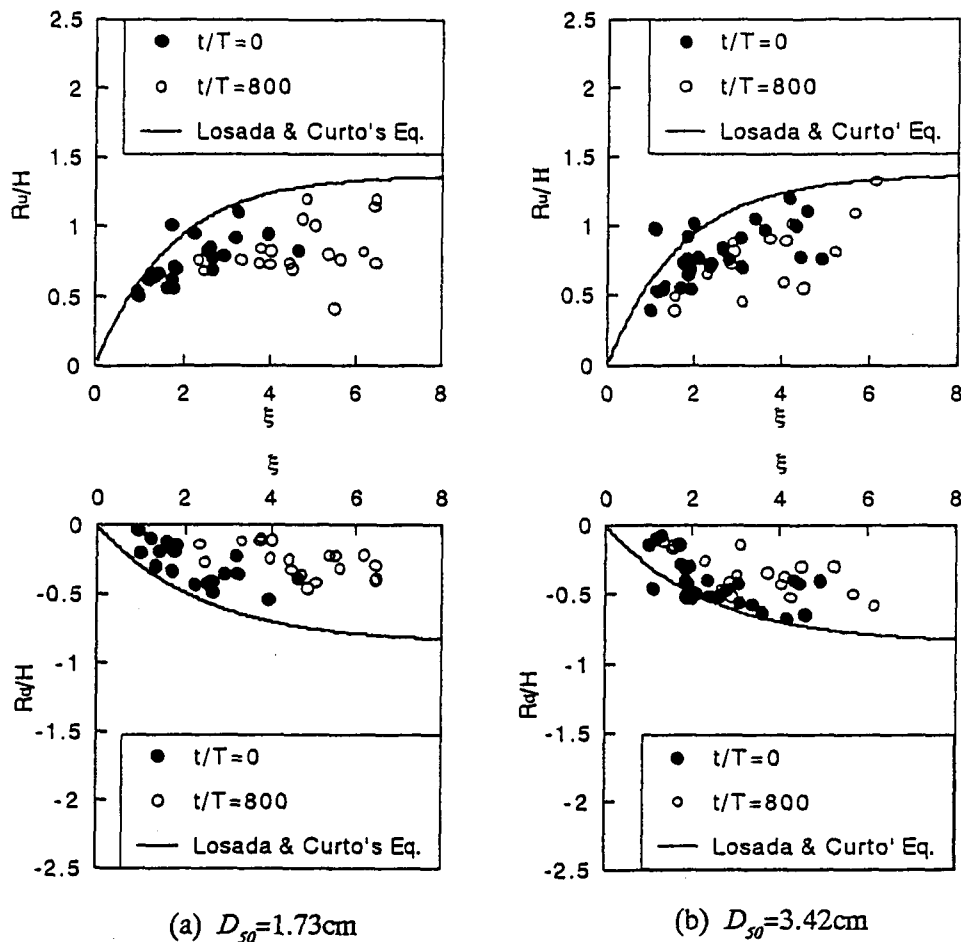 2.5
2
1.5
1
0.5
0
Ru/H
t/T=0
t/T=800
Losada & Curto's Eq.
0 2 4 6 8
ξ
2.5
2
1.5
1
0.5
0
Ru/H
t/T=0
t/T=800
Losada & Curto' Eq.
0 2 4 6 8
ξ
ξ
0 2 4 6 8
0
-0.5
-1
-1.5
-2
-2.5
Rd/H
t/T=0
t/T=800
Losada & Curto's Eq.
ξ
0 2 4 6 8
0
-0.5
-1
-1.5
-2
-2.5
Rd/H
t/T=0
t/T=800
Losada & Curto' Eq.
(a) D50=1.73cm
(b) D50=3.42cm